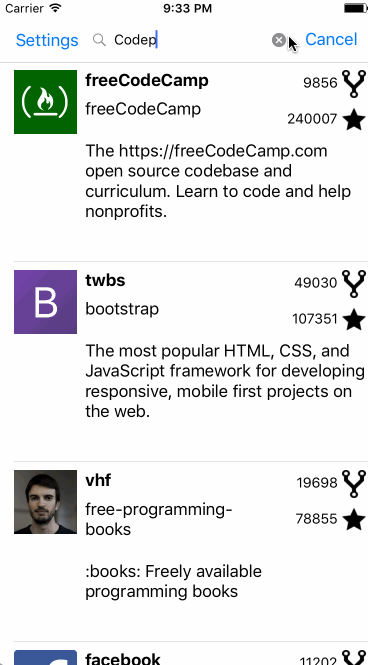 Carrier 9:33 PM
Settings Codep Cancel
freeCodeCamp 9856
freeCodeCamp 240007
The https://freeCodeCamp.com
open source codebase and
curriculum. Learn to code and help
nonprofits.
B
twbs 49030
bootstrap 107351
The most popular HTML, CSS, and
JavaScript framework for developing
responsive, mobile first projects on
the web.
vhf 19698
free-programming- 78855
books
:books: Freely available
programming books
facebook 11202